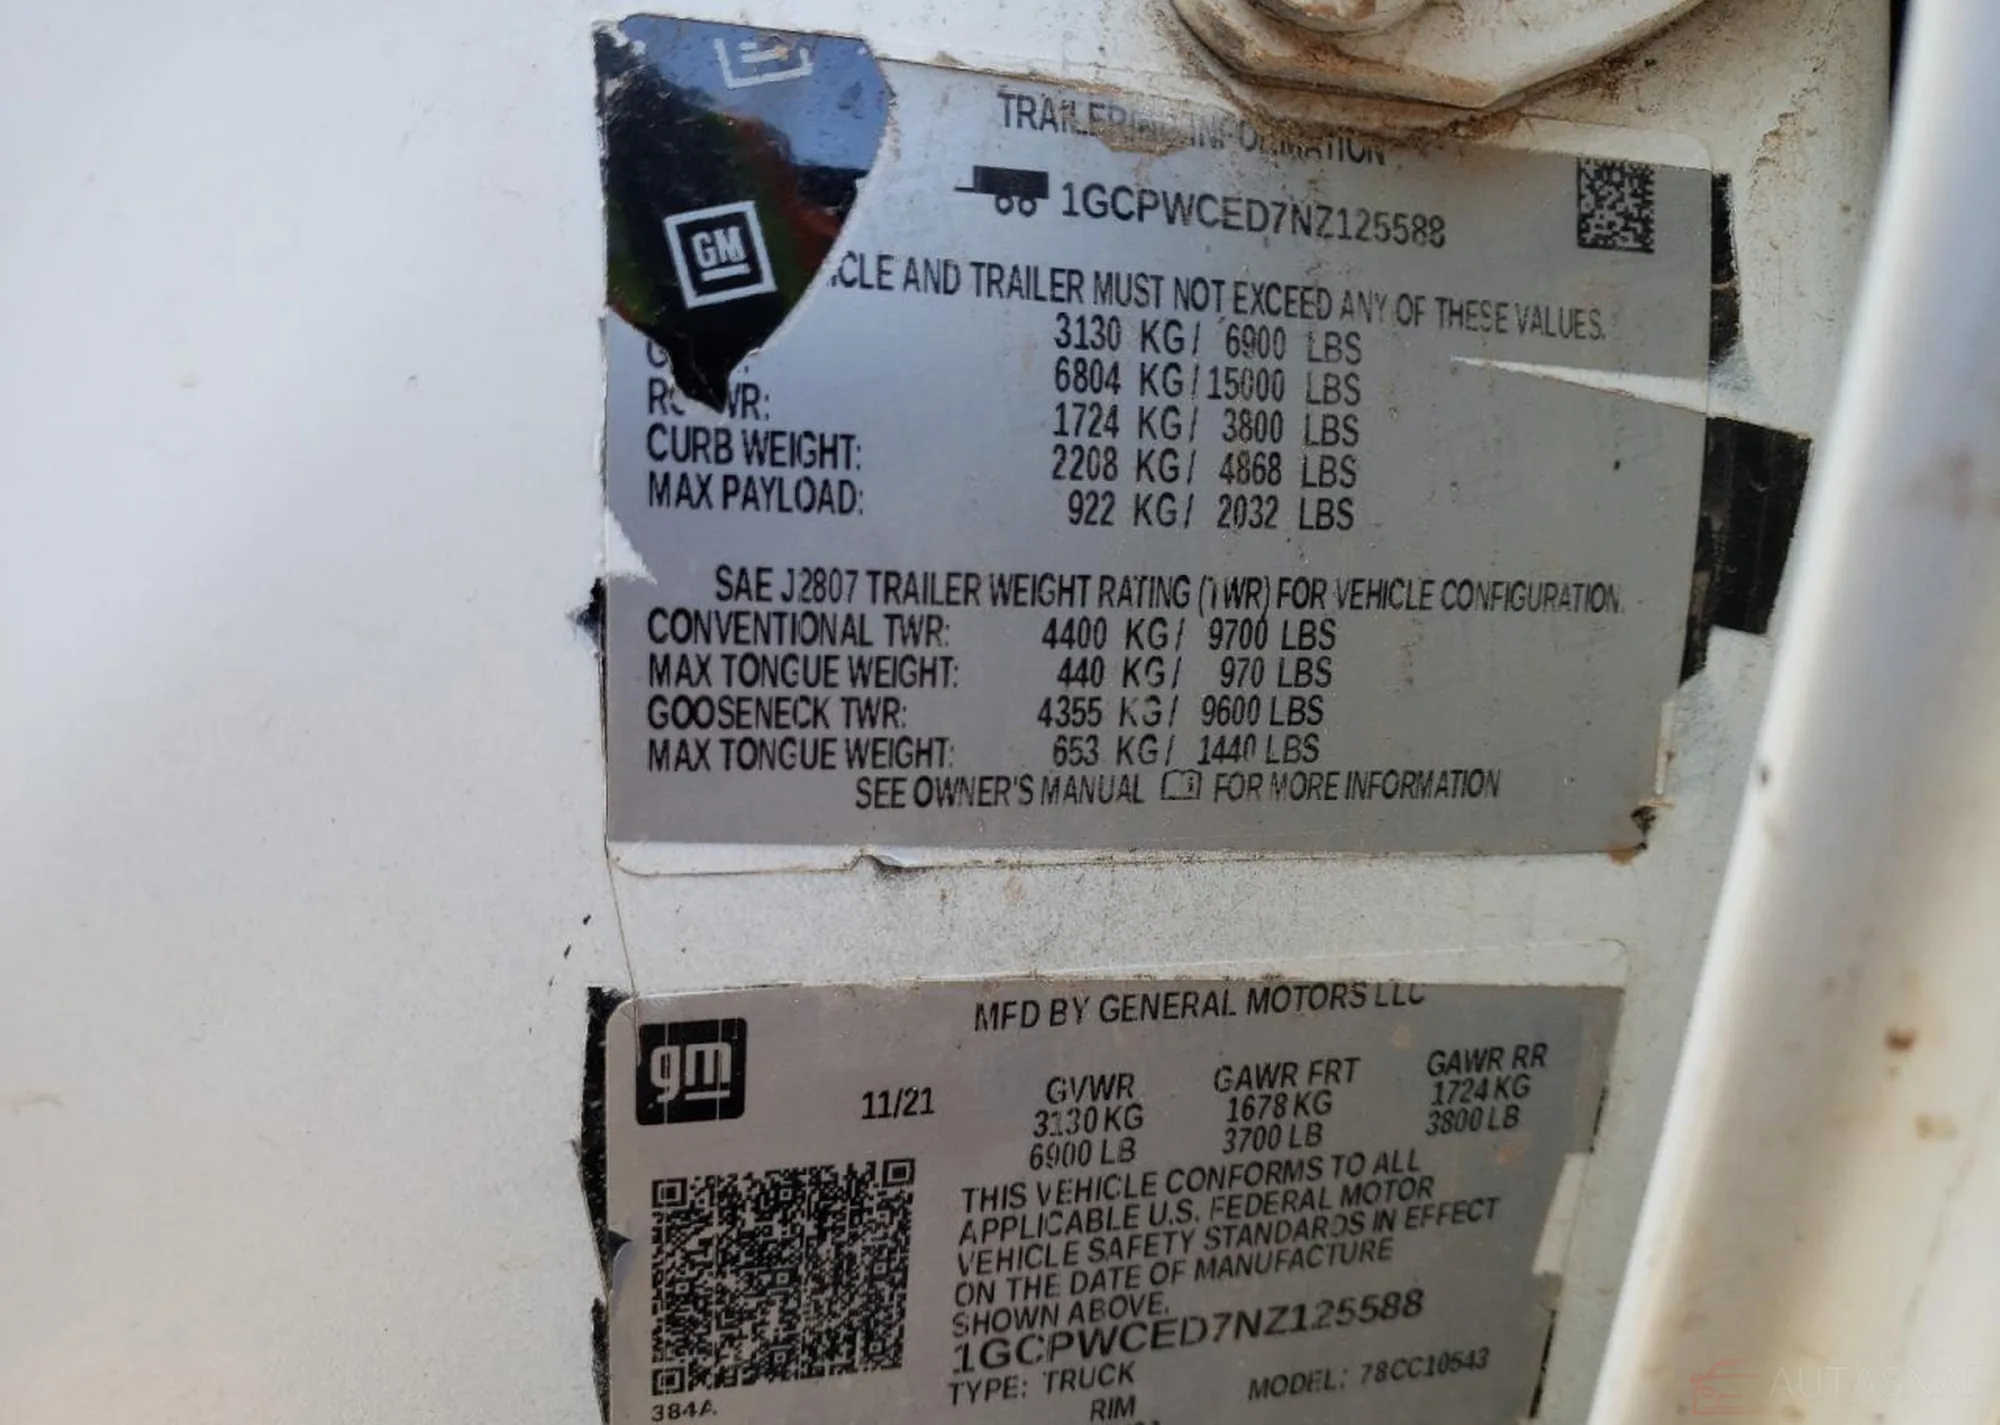 TRAILERING INFORMATION
1GCPWCED7NZ125588
CLE AND TRAILER MUST NOT EXCEED ANY OF THESE VALUES.
3130 KG/ 6900 LBS
6804 KG/ 15000 LBS
1724 KG/ 3800 LBS
CURB WEIGHT: 2208 KG/ 4868 LBS
MAX PAYLOAD: 922 KG/ 2032 LBS
SAE J2807 TRAILER WEIGHT RATING (TWR) FOR VEHICLE CONFIGURATION.
CONVENTIONAL TWR: 4400 KG/ 9700 LBS
MAX TONGUE WEIGHT: 440 KG/ 970 LBS
GOOSENECK TWR: 4355 KG/ 9600 LBS
MAX TONGUE WEIGHT: 653 KG/ 1440 LBS
SEE OWNER'S MANUAL FOR MORE INFORMATION
GM
MFD BY GENERAL MOTORS LLC
gm
11/21
GVWR GAWR FRT GAWR RR
3130 KG 1678 KG 1724 KG
6900 LB 3700 LB 3800 LB
THIS VEHICLE CONFORMS TO ALL
APPLICABLE U.S. FEDERAL MOTOR
VEHICLE SAFETY STANDARDS IN EFFECT
ON THE DATE OF MANUFACTURE
SHOWN ABOVE.
1GCPWCED7NZ125588
TYPE: TRUCK MODEL: 78CC10543
384A
RIM